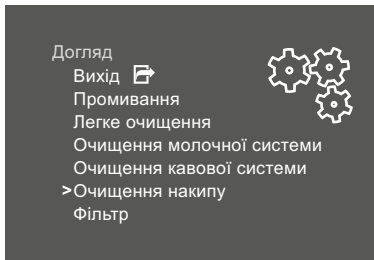 Догляд
Вихід
Промивання
Легке очищення
Очищення молочної системи
Очищення кавової системи
>Очищення накипу
Фільтр